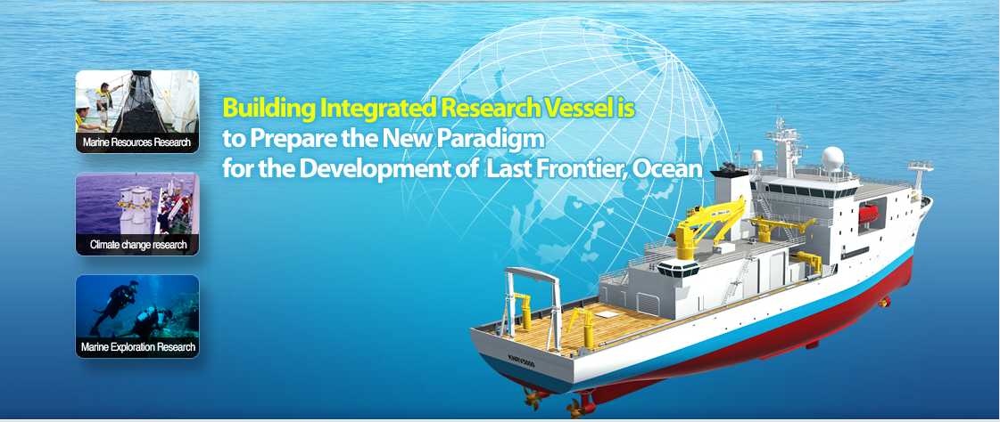 Building Integrated Research Vessel is
to Prepare the New Paradigm
for the Development of Last Frontier, Ocean
Marine Resources Research
Climate change research
Marine Exploration Research
KNRV5000